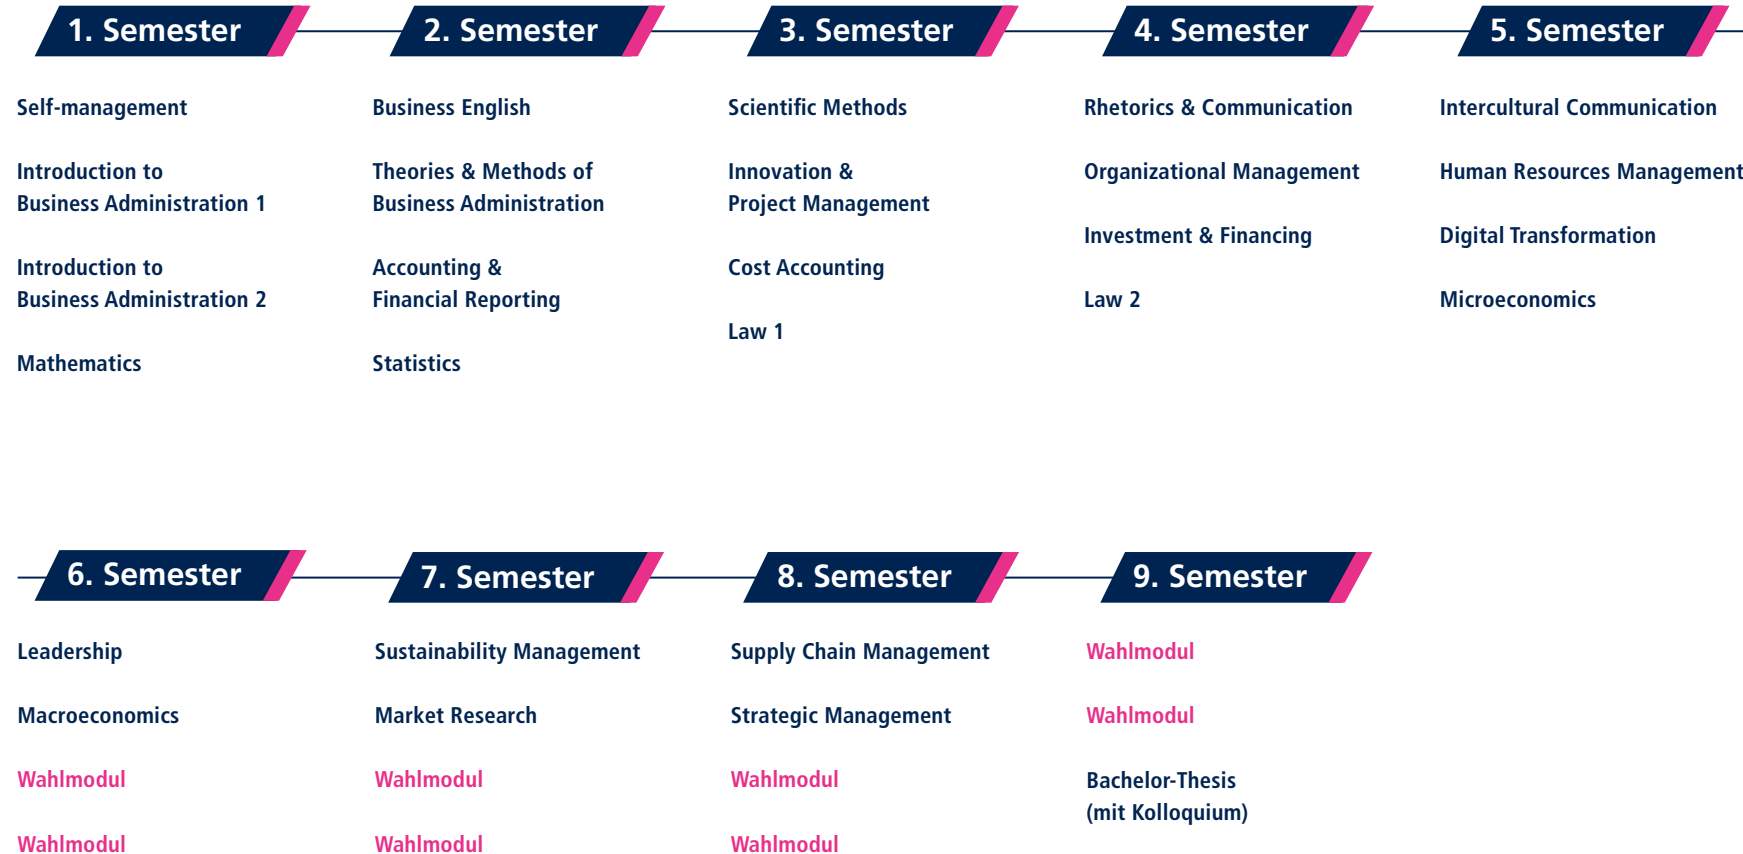 1. Semester
Self-management
Introduction to
Business Administration 1
Introduction to
Business Administration 2
Mathematics
2. Semester
Business English
Theories & Methods of
Business Administration
Accounting &
Financial Reporting
Statistics
3. Semester
Scientific Methods
Innovation &
Project Management
Cost Accounting
Law 1
4. Semester
Rhetorics & Communication
Organizational Management
Investment & Financing
Law 2
5. Semester
Intercultural Communication
Human Resources Management
Digital Transformation
Microeconomics
6. Semester
Leadership
Macroeconomics
Wahlmodul
Wahlmodul
7. Semester
Sustainability Management
Market Research
Wahlmodul
Wahlmodul
8. Semester
Supply Chain Management
Strategic Management
Wahlmodul
Wahlmodul
9. Semester
Wahlmodul
Wahlmodul
Bachelor-Thesis
(mit Kolloquium)